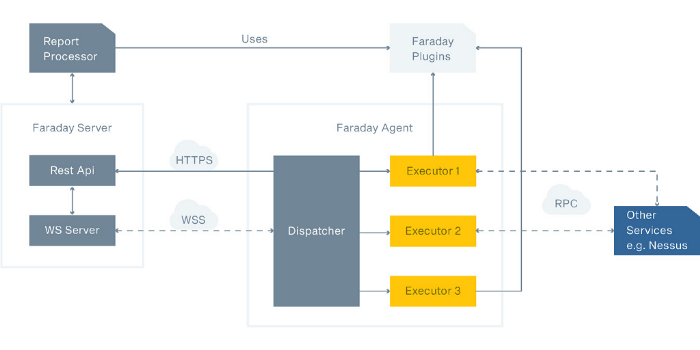 Report
Processor
Uses
Faraday
Plugins
Faraday Server
Faraday Agent
HTTPS
Rest Api
Executor 1
RPC
Other
Services
e.g. Nessus
WSS
WS Server
Dispatcher
Executor 2
Executor 3